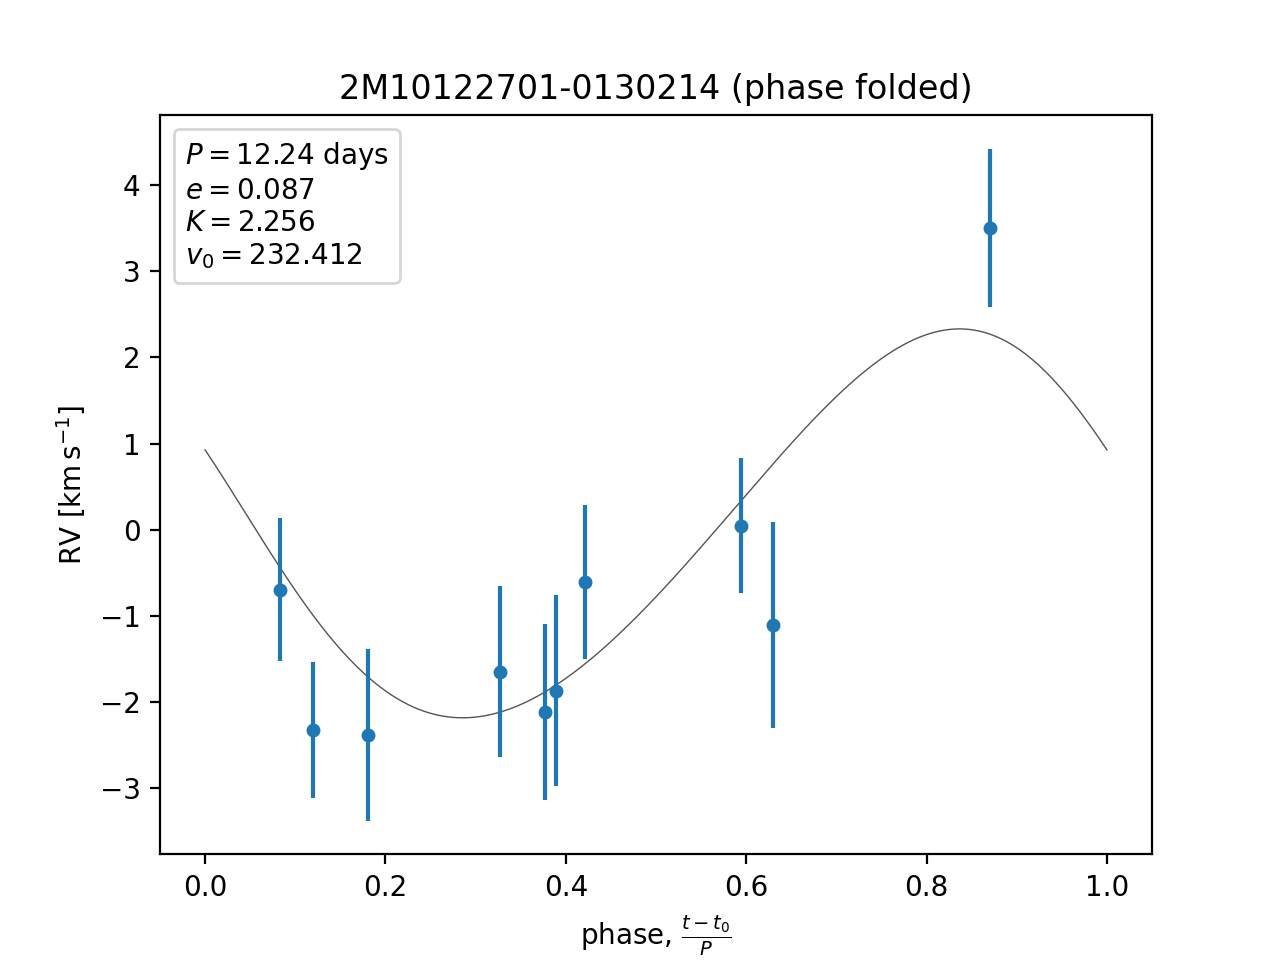 2M10122701-0130214 (phase folded)
P = 12.24 days
e = 0.087
K = 2.256
v₀ = 232.412
4
3
2
1
0
−1
−2
−3
RV [km s⁻¹]
0.0 0.2 0.4 0.6 0.8 1.0
phase, (t − t₀)/P